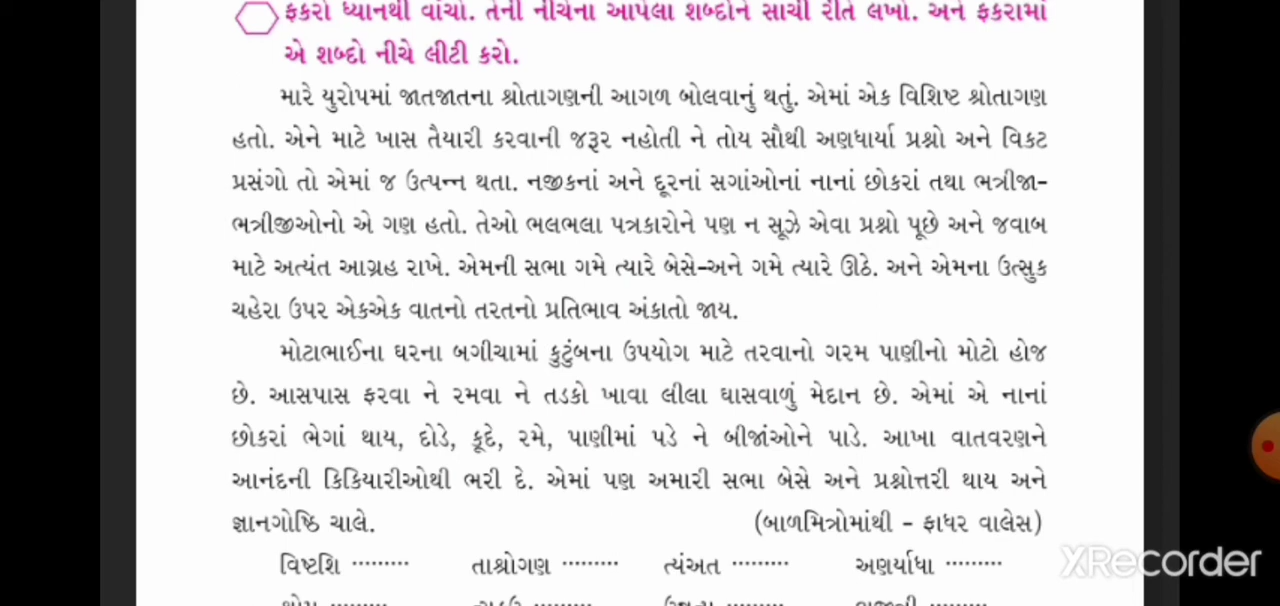 ફકરો ધ્યાનથી વાંચો. તેની નીચેના આપેલા શબ્દોને સાચી રીતે લખો. અને ફકરામાં
એ શબ્દો નીચે લીટી કરો.
મારે યુરોપમાં જાતજાતના શ્રોતાગણની આગળ બોલવાનું થતું. એમાં એક વિશિષ્ટ શ્રોતાગણ
હતો. એને માટે ખાસ તૈયારી કરવાની જરૂર નહોતી ને તોય સૌથી અણધાર્યા પ્રશ્નો અને વિકટ
પ્રસંગો તો એમાં જ ઉત્પન્ન થતા. નજીકનાં અને દૂરનાં સગાંઓનાં નાનાં છોકરાં તથા ભત્રીજા-
ભત્રીજીઓનો એ ગણ હતો. તેઓ ભલભલા પત્રકારોને પણ ન સૂઝે એવા પ્રશ્નો પૂછે અને જવાબ
માટે અત્યંત આગ્રહ રાખે. એમની સભા ગમે ત્યારે બેસે-અને ગમે ત્યારે ઊઠે. અને એમના ઉત્સુક
ચહેરા ઉપર એકએક વાતનો તરતનો પ્રતિભાવ અંકાતો જાય.
મોટાભાઈના ઘરના બગીચામાં કુટુંબના ઉપયોગ માટે તરવાનો ગરમ પાણીનો મોટો હોજ
છે. આસપાસ ફરવા ને રમવા ને તડકો ખાવા લીલા ઘાસવાળું મેદાન છે. એમાં એ નાનાં
છોકરાં ભેગાં થાય, દોડે, કૂદે, રમે, પાણીમાં પડે ને બીજાંઓને પાડે. આખા વાતવરણને
આનંદની કિકિયારીઓથી ભરી દે. એમાં પણ અમારી સભા બેસે અને પ્રશ્નોત્તરી થાય અને
જ્ઞાનગોષ્ઠિ ચાલે. (બાળમિત્રોમાંથી - ફાધર વાલેસ)
વિષ્ટશિ ......... તાશ્રોગણ ......... ત્યંઅત ......... અણર્યાધા .........
XRecorder